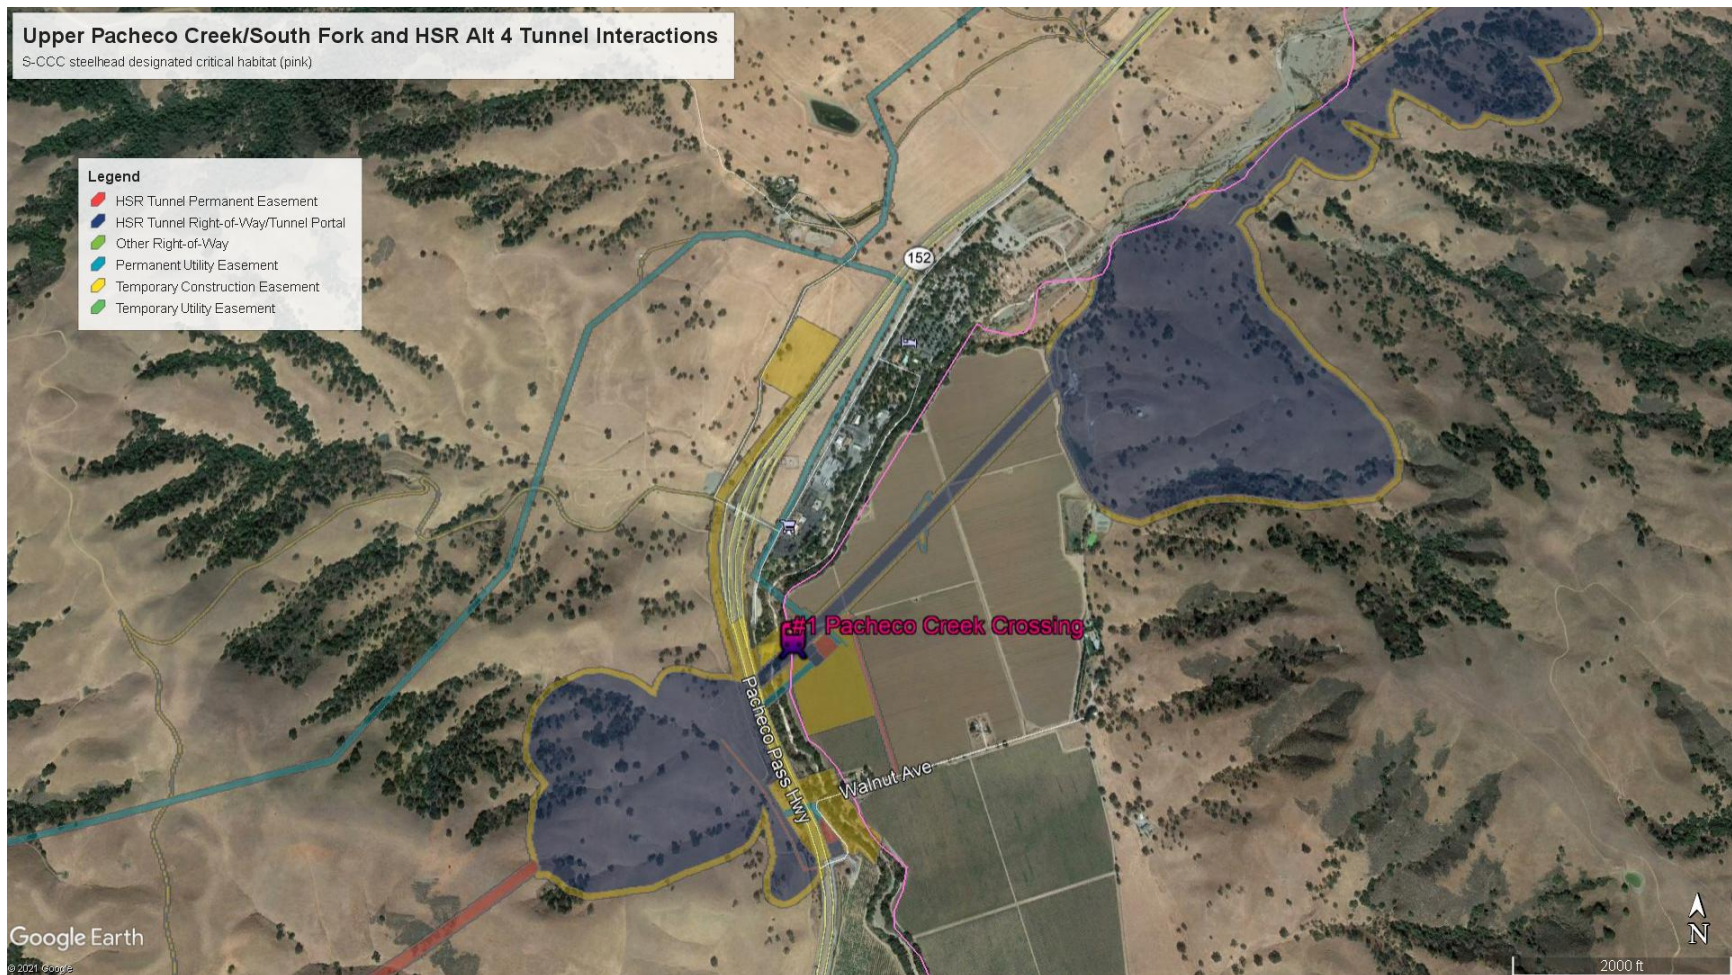 Upper Pacheco Creek/South Fork and HSR Alt 4 Tunnel Interactions
S-CCC steelhead designated critical habitat (pink)
Legend
HSR Tunnel Permanent Easement
HSR Tunnel Right-of-Way/Tunnel Portal
Other Right-of-Way
Permanent Utility Easement
Temporary Construction Easement
Temporary Utility Easement
152
#1 Pacheco Creek Crossing
Pacheco Pass Hwy
Walnut Ave
Google Earth
© 2021 Google
N
2000 ft